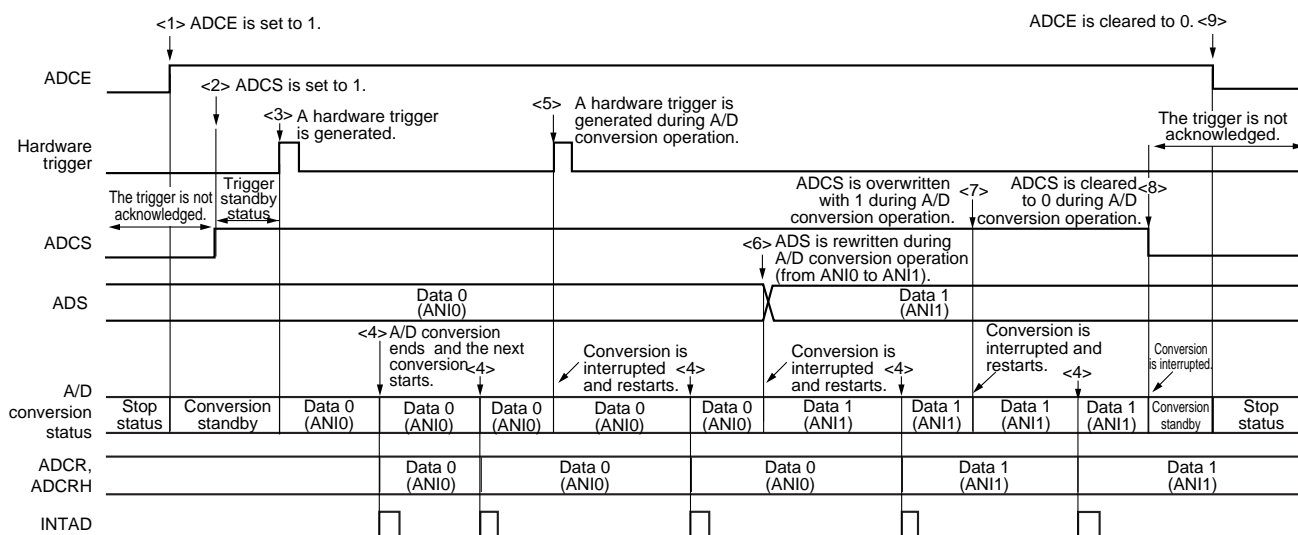 <1> ADCE is set to 1.
ADCE is cleared to 0. <9>
ADCE
<2> ADCS is set to 1.
<3> A hardware trigger
is generated.
<5> A hardware trigger is
generated during A/D
conversion operation.
The trigger is not
acknowledged.
Hardware
trigger
The trigger is not
acknowledged.
Trigger
standby
status
ADCS is overwritten
with 1 during A/D
conversion operation.
<7>
ADCS is cleared
to 0 during A/D
conversion operation.
<8>
ADCS
<6> ADS is rewritten during
A/D conversion operation
(from ANI0 to ANI1).
ADS
Data 0
(ANI0)
Data 1
(ANI1)
<4> A/D conversion
ends and the next
conversion
starts.
<4>
Conversion is
interrupted
and restarts.
<4>
Conversion is
interrupted
and restarts.
<4>
Conversion is
interrupted and
restarts.
<4>
Conversion
is interrupted.
A/D
conversion
status
Stop
status
Conversion
standby
Data 0
(ANI0)
Data 0
(ANI0)
Data 0
(ANI0)
Data 0
(ANI0)
Data 0
(ANI0)
Data 1
(ANI1)
Data 1
(ANI1)
Data 1
(ANI1)
Data 1
(ANI1)
Conversion
standby
Stop
status
ADCR,
ADCRH
Data 0
(ANI0)
Data 0
(ANI0)
Data 0
(ANI0)
Data 1
(ANI1)
Data 1
(ANI1)
INTAD